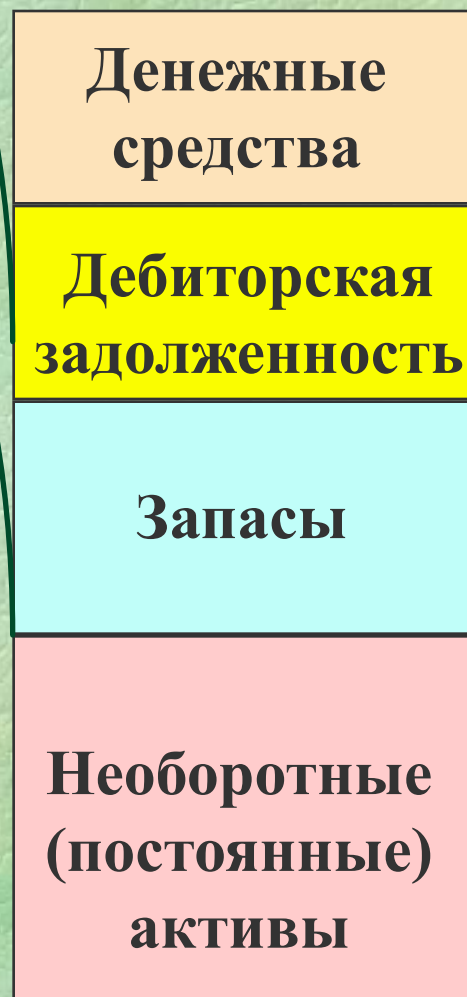 Денежные
средства
Дебиторская
задолженность
Запасы
Необоротные
(постоянные)
активы